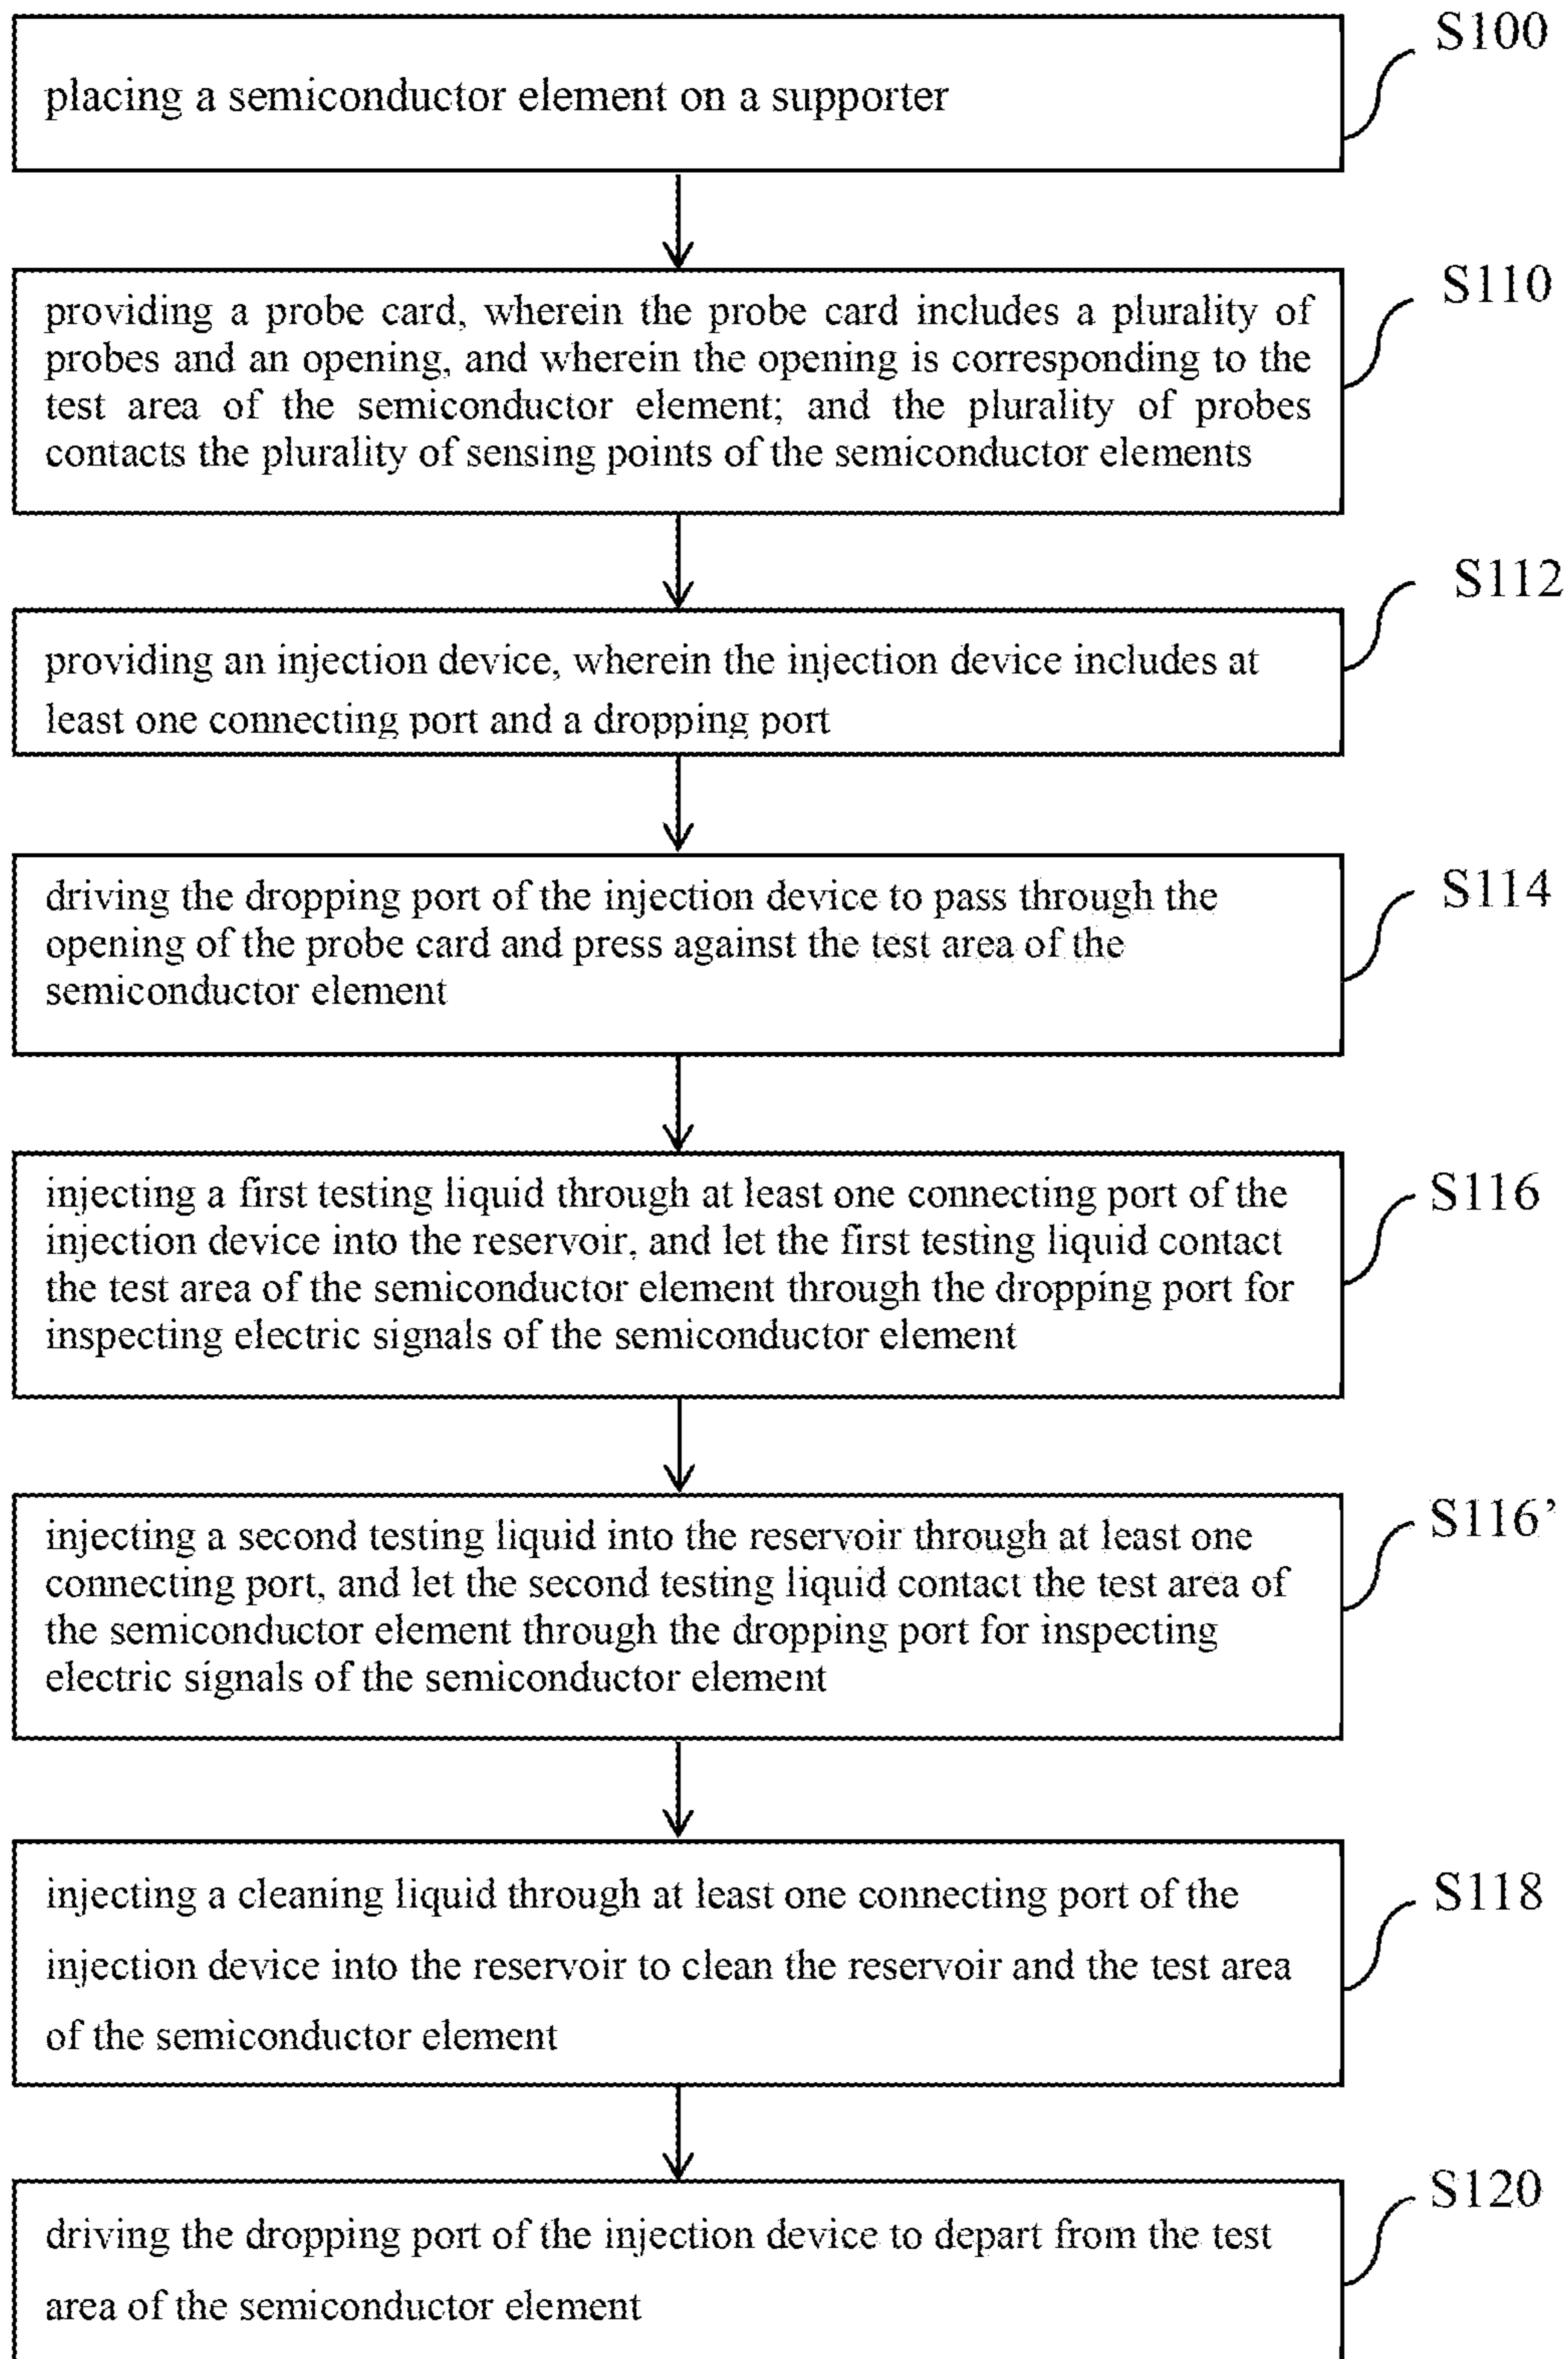 S100
placing a semiconductor element on a supporter
S110
providing a probe card, wherein the probe card includes a plurality of
probes and an opening, and wherein the opening is corresponding to the
test area of the semiconductor element; and the plurality of probes
contacts the plurality of sensing points of the semiconductor elements
S112
providing an injection device, wherein the injection device includes at
least one connecting port and a dropping port
S114
driving the dropping port of the injection device to pass through the
opening of the probe card and press against the test area of the
semiconductor element
S116
injecting a first testing liquid through at least one connecting port of the
injection device into the reservoir, and let the first testing liquid contact
the test area of the semiconductor element through the dropping port for
inspecting electric signals of the semiconductor element
S116’
injecting a second testing liquid into the reservoir through at least one
connecting port, and let the second testing liquid contact the test area of
the semiconductor element through the dropping port for inspecting
electric signals of the semiconductor element
S118
injecting a cleaning liquid through at least one connecting port of the
injection device into the reservoir to clean the reservoir and the test area
of the semiconductor element
S120
driving the dropping port of the injection device to depart from the test
area of the semiconductor element